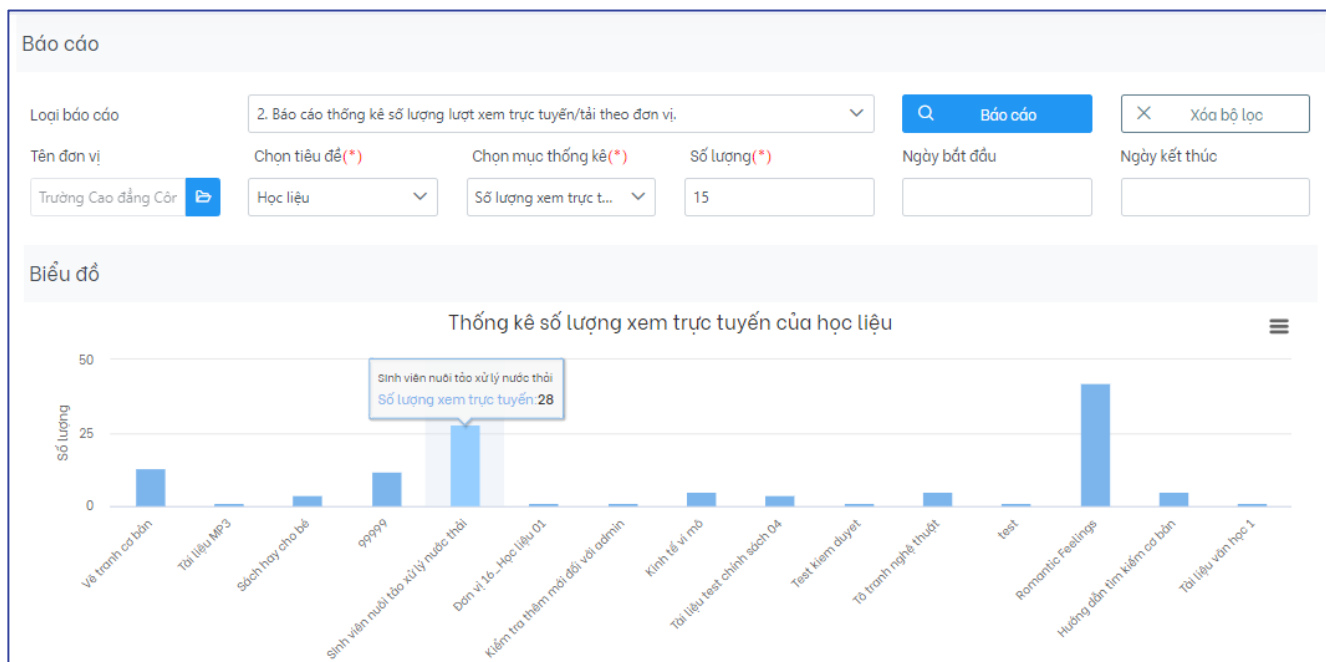 Báo cáo
Loại báo cáo
2. Báo cáo thống kê số lượng lượt xem trực tuyến/tải theo đơn vị.
Báo cáo
Xóa bộ lọc
Tên đơn vị
Chọn tiêu đề(*)
Chọn mục thống kê(*)
Số lượng(*)
Ngày bắt đầu
Ngày kết thúc
Trường Cao đẳng Côn
Học liệu
Số lượng xem trực t...
15
Biểu đồ
Thống kê số lượng xem trực tuyến của học liệu
50
25
0
Số lượng
Sinh viên nuôi tảo xử lý nước thải
Số lượng xem trực tuyến:28
Vẽ tranh cơ bản
Tài liệu MP3
Sách hay cho bé
99999
Sinh viên nuôi tảo xử lý nước thải
Đơn vị 16_Học liệu 01
Kiểm tra thêm mới đối với admin
Kinh tế vi mô
Tài liệu test chính sách 04
Test kiem duyet
Tô tranh nghệ thuật
test
Romantic Feelings
Hướng dẫn tìm kiếm cơ bản
Tài liệu văn học 1